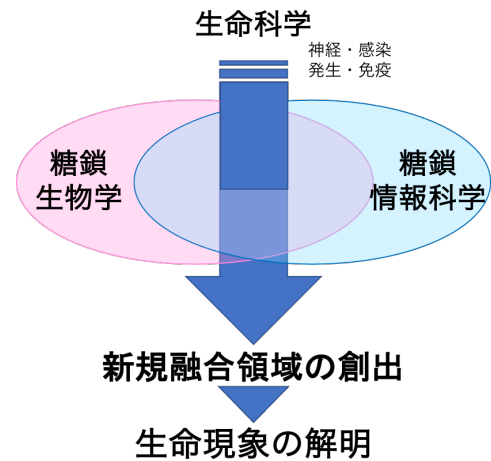 生命科学
神経・感染
発生・免疫
糖鎖
生物学
糖鎖
情報科学
新規融合領域の創出
生命現象の解明